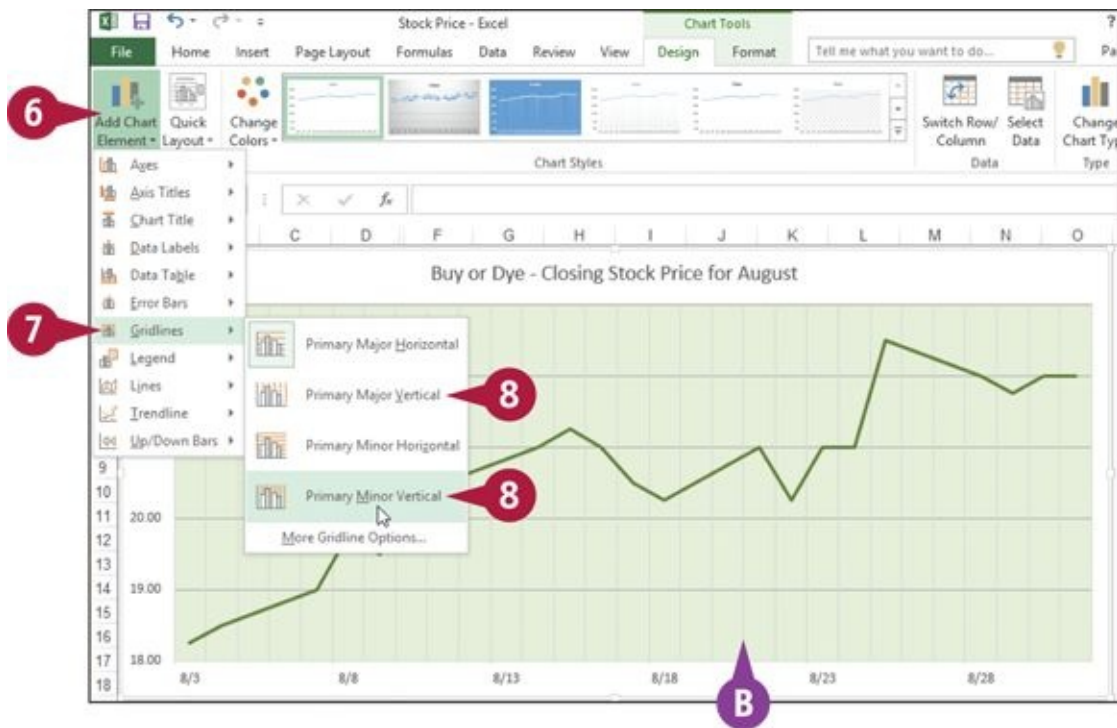 Stock Price - Excel
Chart Tools
?
File Home Insert Page Layout Formulas Data Review View Design Format Tell me what you want to do... Pa
6
Add Chart Element
Quick Layout
Change Colors
Chart Styles
Switch Row/ Column
Select Data
Data
Change Chart Typ
Type
Axes
Axis Titles
Chart Title
Data Labels
Data Table
Error Bars
7
Gridlines
Legend
Lines
Trendline
Up/Down Bars
fx
C D F G H I J K L M N O
Buy or Dye - Closing Stock Price for August
Primary Major Horizontal
Primary Major Vertical
8
Primary Minor Horizontal
Primary Minor Vertical
8
More Gridline Options...
9
10
11
12
13
14
15
16
17
18
20.00
19.00
18.00
8/3 8/8 8/13 8/18 8/23 8/28
B